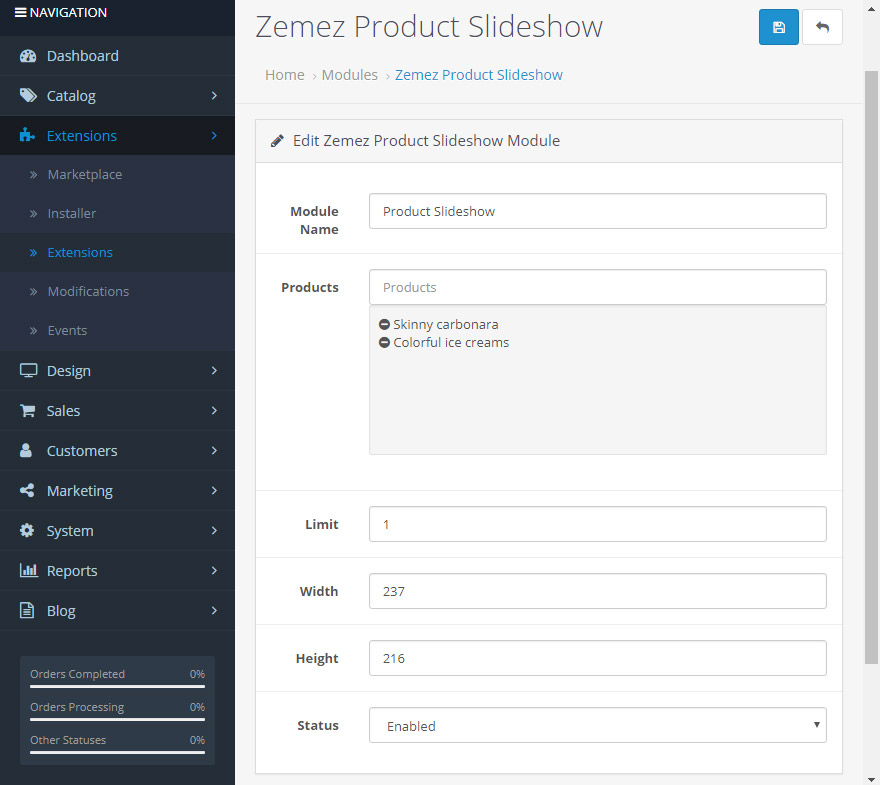 NAVIGATION
Dashboard
Catalog
Extensions
Marketplace
Installer
Extensions
Modifications
Events
Design
Sales
Customers
Marketing
System
Reports
Blog
Orders Completed 0%
Orders Processing 0%
Other Statuses 0%
Zemez Product Slideshow
Home › Modules › Zemez Product Slideshow
Edit Zemez Product Slideshow Module
Module Name
Product Slideshow
Products
Products
Skinny carbonara
Colorful ice creams
Limit
1
Width
237
Height
216
Status
Enabled